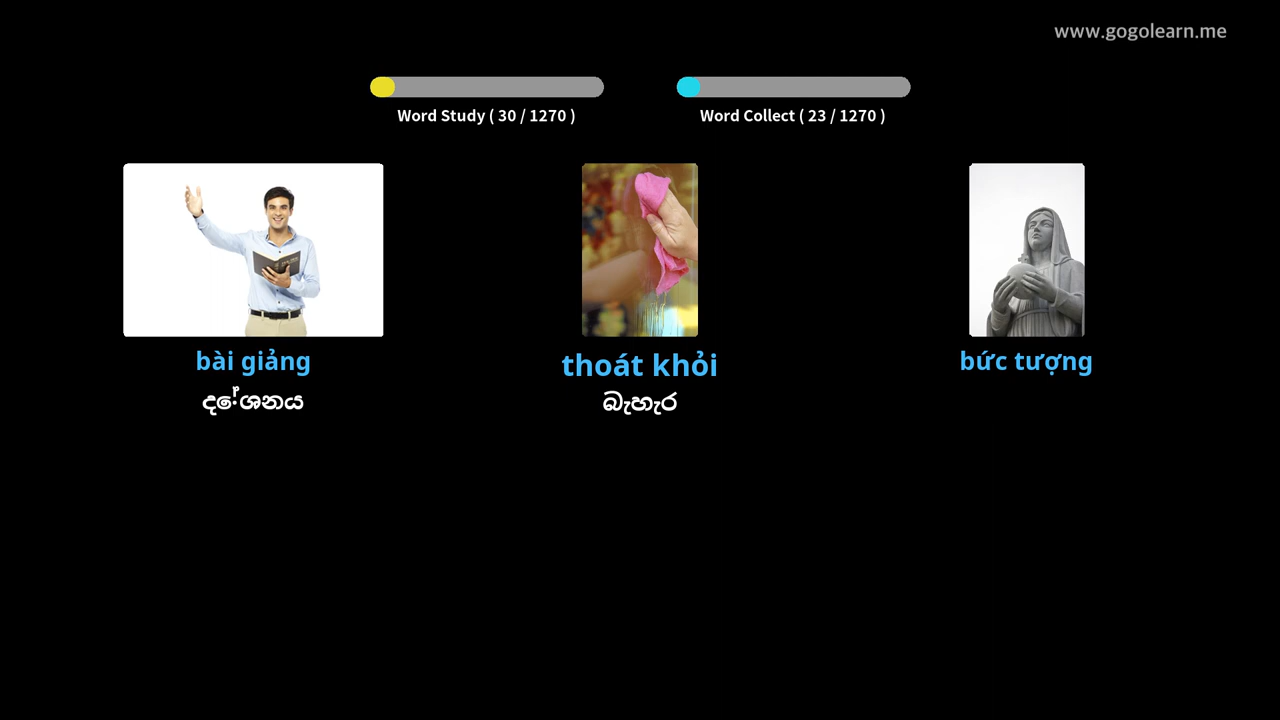 www.gogolearn.me
Word Study ( 30 / 1270 )
Word Collect ( 23 / 1270 )
bài giảng
thoát khỏi
bức tượng
දේශනය
බැහැර